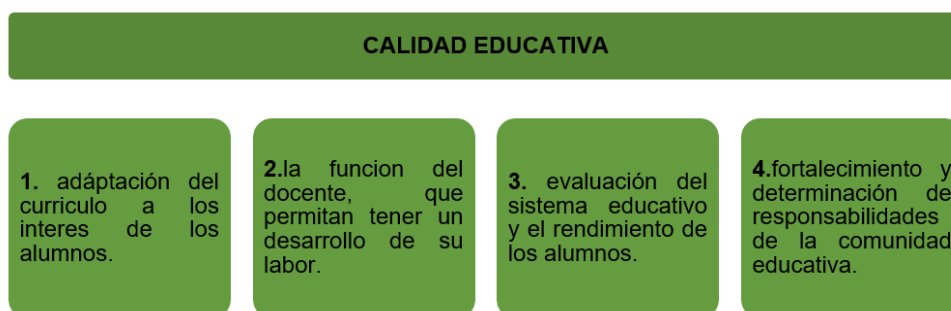 CALIDAD EDUCATIVA
1. adáptación del
curriculo a los
interes de los
alumnos.
2.la funcion del
docente, que
permitan tener un
desarrollo de su
labor.
3. evaluación del
sistema educativo
y el rendimiento de
los alumnos.
4.fortalecimiento y
determinación de
responsabilidades
de la comunidad
educativa.